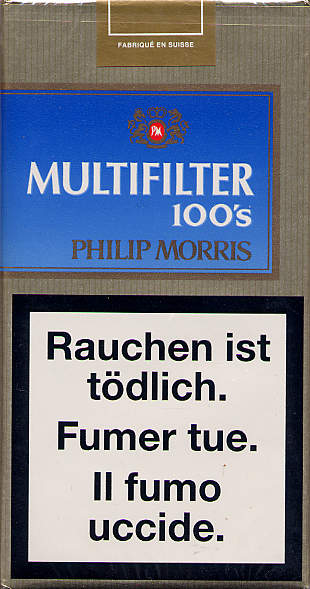 FABRIQUÉ EN SUISSE
PM
MULTIFILTER
100's
PHILIP MORRIS
Rauchen ist
tödlich.
Fumer tue.
Il fumo
uccide.